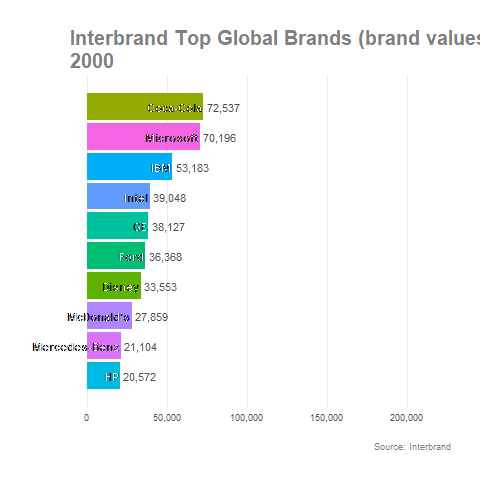 Interbrand Top Global Brands (brand values
2000
Coca-Cola 72,537
Microsoft 70,196
IBM 53,183
Intel 39,048
GE 38,127
Ford 36,368
Disney 33,553
McDonald's 27,859
Mercedes-Benz 21,104
HP 20,572
0 50,000 100,000 150,000 200,000
Source: Interbrand